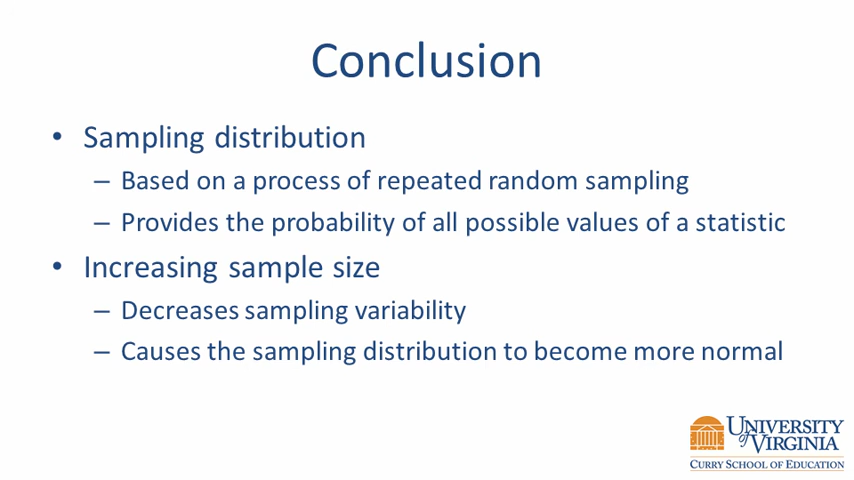 Conclusion
• Sampling distribution
– Based on a process of repeated random sampling
– Provides the probability of all possible values of a statistic
• Increasing sample size
– Decreases sampling variability
– Causes the sampling distribution to become more normal
UNIVERSITY
of VIRGINIA
CURRY SCHOOL OF EDUCATION